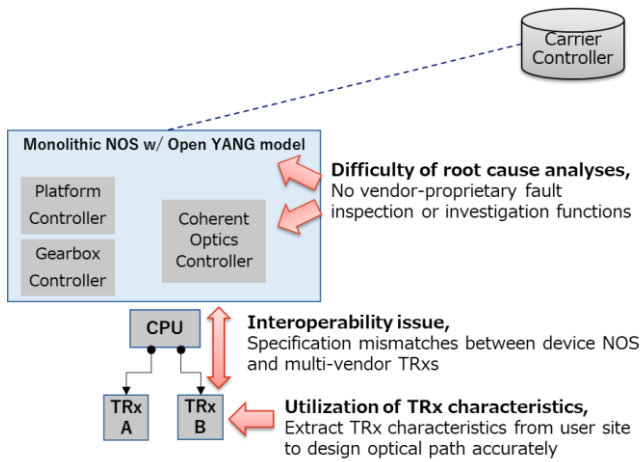 Carrier
Controller
Monolithic NOS w/ Open YANG model
Platform
Controller
Gearbox
Controller
Coherent
Optics
Controller
Difficulty of root cause analyses,
No vendor-proprietary fault
inspection or investigation functions
CPU
Interoperability issue,
Specification mismatches between device NOS
and multi-vendor TRxs
TRx
A
TRx
B
Utilization of TRx characteristics,
Extract TRx characteristics from user site
to design optical path accurately